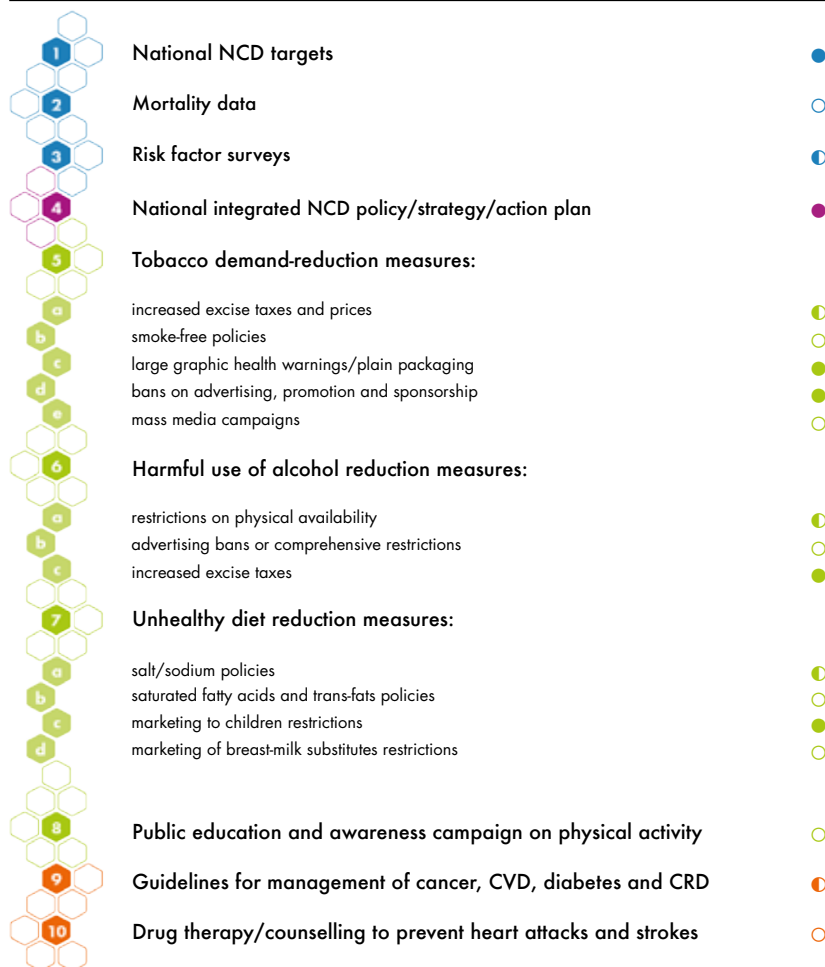 1 National NCD targets ●
2 Mortality data ○
3 Risk factor surveys ◐
4 National integrated NCD policy/strategy/action plan ●
5 Tobacco demand-reduction measures:
a increased excise taxes and prices ◐
b smoke-free policies ○
c large graphic health warnings/plain packaging ●
d bans on advertising, promotion and sponsorship ●
e mass media campaigns ○
6 Harmful use of alcohol reduction measures:
a restrictions on physical availability ◐
b advertising bans or comprehensive restrictions ○
c increased excise taxes ●
7 Unhealthy diet reduction measures:
a salt/sodium policies ◐
b saturated fatty acids and trans-fats policies ○
c marketing to children restrictions ●
d marketing of breast-milk substitutes restrictions ○
8 Public education and awareness campaign on physical activity ○
9 Guidelines for management of cancer, CVD, diabetes and CRD ◐
10 Drug therapy/counselling to prevent heart attacks and strokes ○